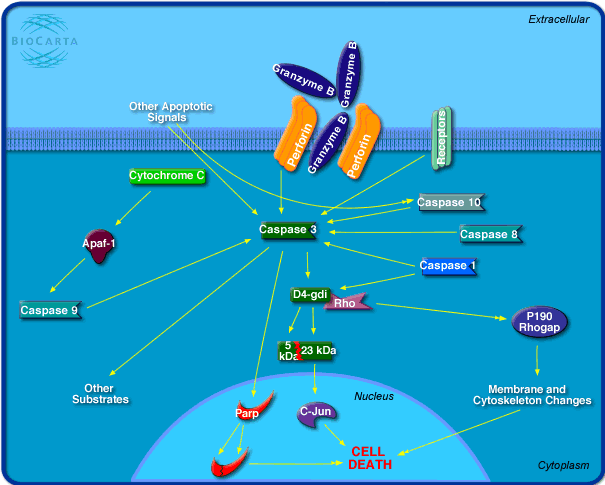 Extracellular
BIOCARTA
Granzyme B
Granzyme B
Granzyme B
Other Apoptotic
Signals
Perforin
Perforin
Receptors
Cytochrome C
Caspase 10
Caspase 3
Caspase 8
Apaf-1
Caspase 1
D4-gdi
Rho
Caspase 9
P190
Rhogap
5
kDa
23 kDa
Other
Substrates
Nucleus
Membrane and
Cytoskeleton Changes
Parp
C-Jun
CELL
DEATH
Cytoplasm